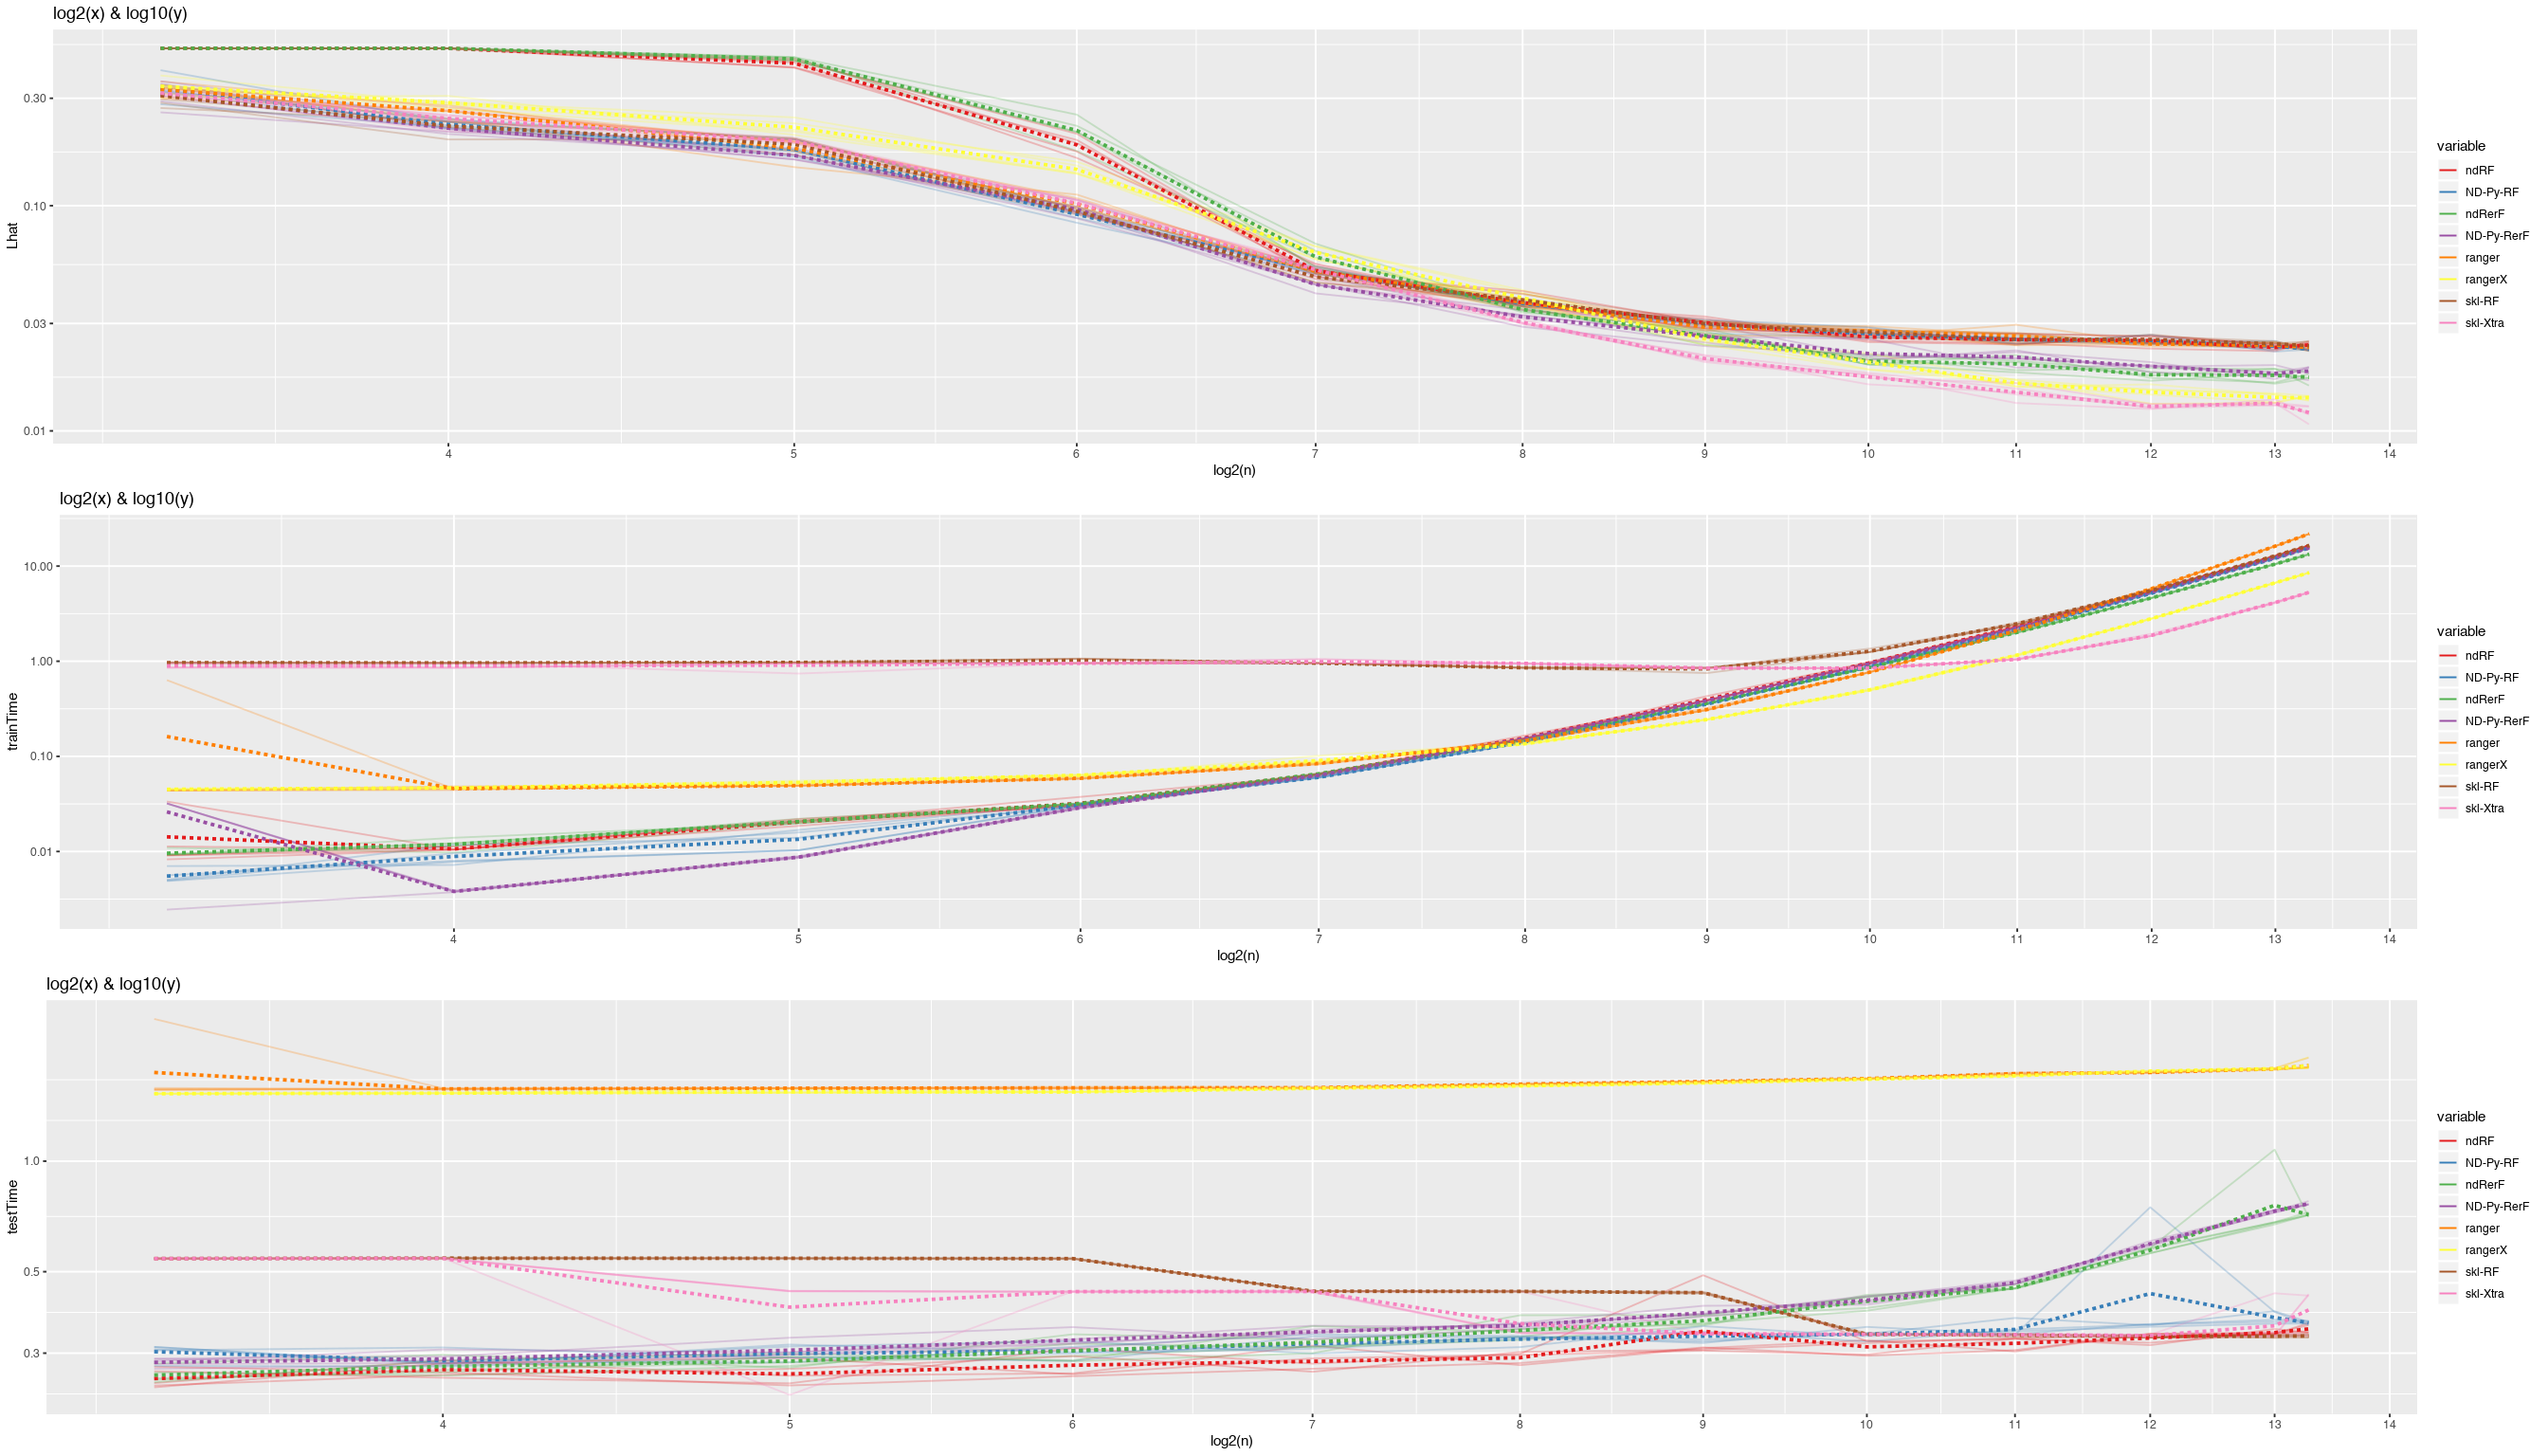 log2(x) & log10(y)
Lhat
0.30
0.10
0.03
0.01
4 5 6 7 8 9 10 11 12 13 14
log2(n)
variable
ndRF
ND-Py-RF
ndRerF
ND-Py-RerF
ranger
rangerX
skl-RF
skl-Xtra
log2(x) & log10(y)
trainTime
10.00
1.00
0.10
0.01
4 5 6 7 8 9 10 11 12 13 14
log2(n)
variable
ndRF
ND-Py-RF
ndRerF
ND-Py-RerF
ranger
rangerX
skl-RF
skl-Xtra
log2(x) & log10(y)
testTime
1.0
0.5
0.3
4 5 6 7 8 9 10 11 12 13 14
log2(n)
variable
ndRF
ND-Py-RF
ndRerF
ND-Py-RerF
ranger
rangerX
skl-RF
skl-Xtra